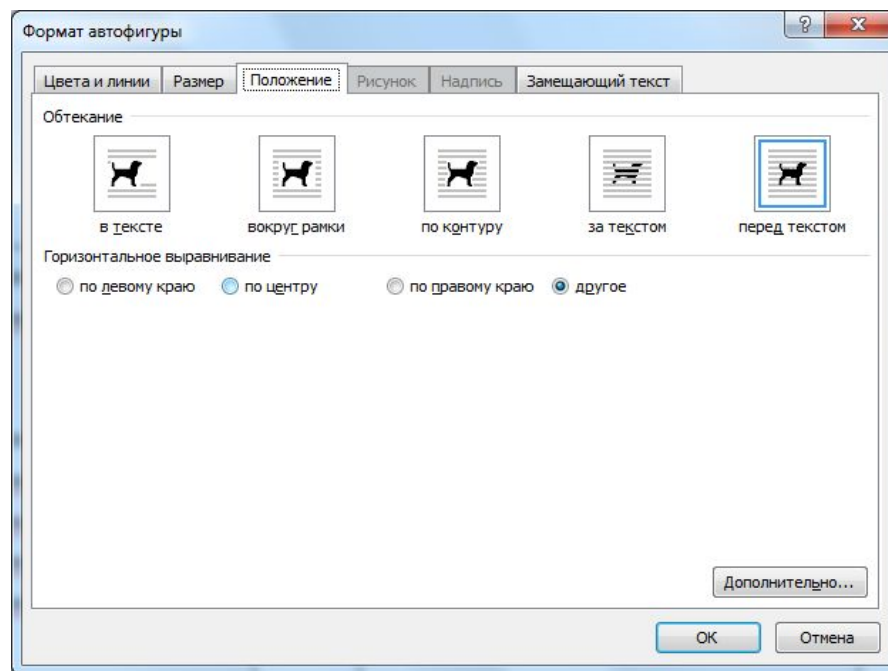 Формат автофигуры
Цвета и линии Размер Положение Рисунок Надпись Замещающий текст
Обтекание
в тексте вокруг рамки по контуру за текстом перед текстом
Горизонтальное выравнивание
по левому краю по центру по правому краю другое
Дополнительно...
ОК Отмена